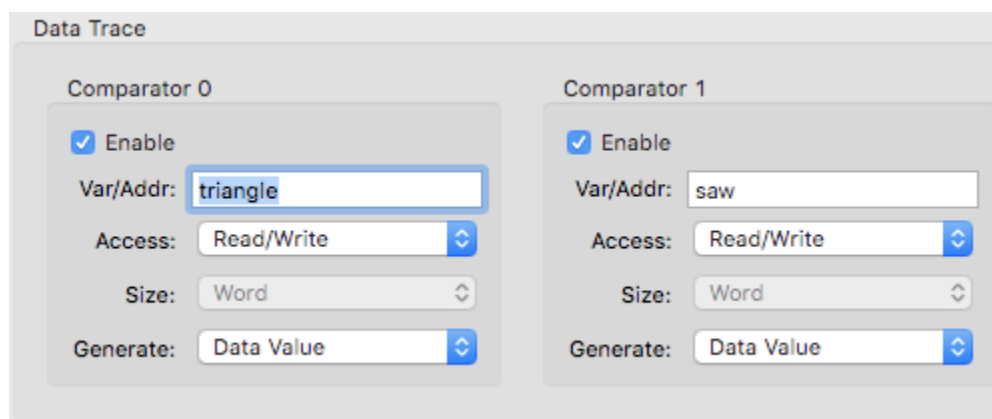 Data Trace
Comparator 0
Enable
Var/Addr: triangle
Access: Read/Write
Size: Word
Generate: Data Value
Comparator 1
Enable
Var/Addr: saw
Access: Read/Write
Size: Word
Generate: Data Value